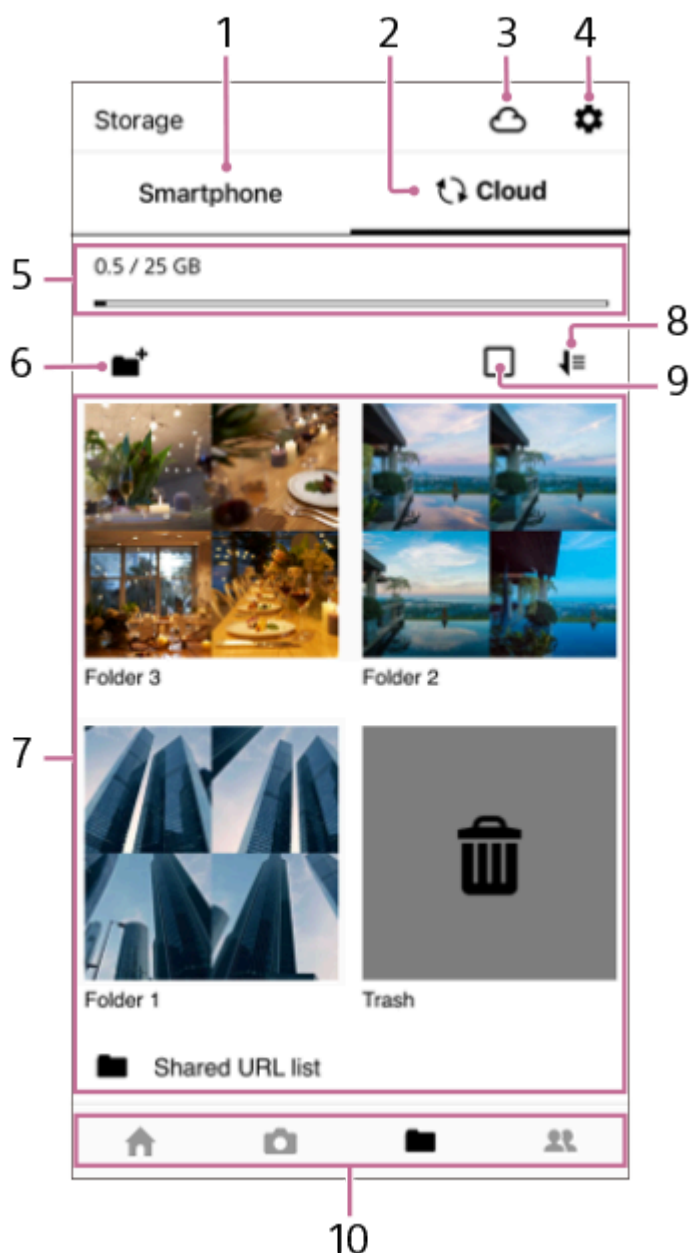 1 2 3 4
Storage
Smartphone Cloud
5 0.5 / 25 GB
8
6
9
Folder 3 Folder 2
7
Folder 1 Trash
Shared URL list
10